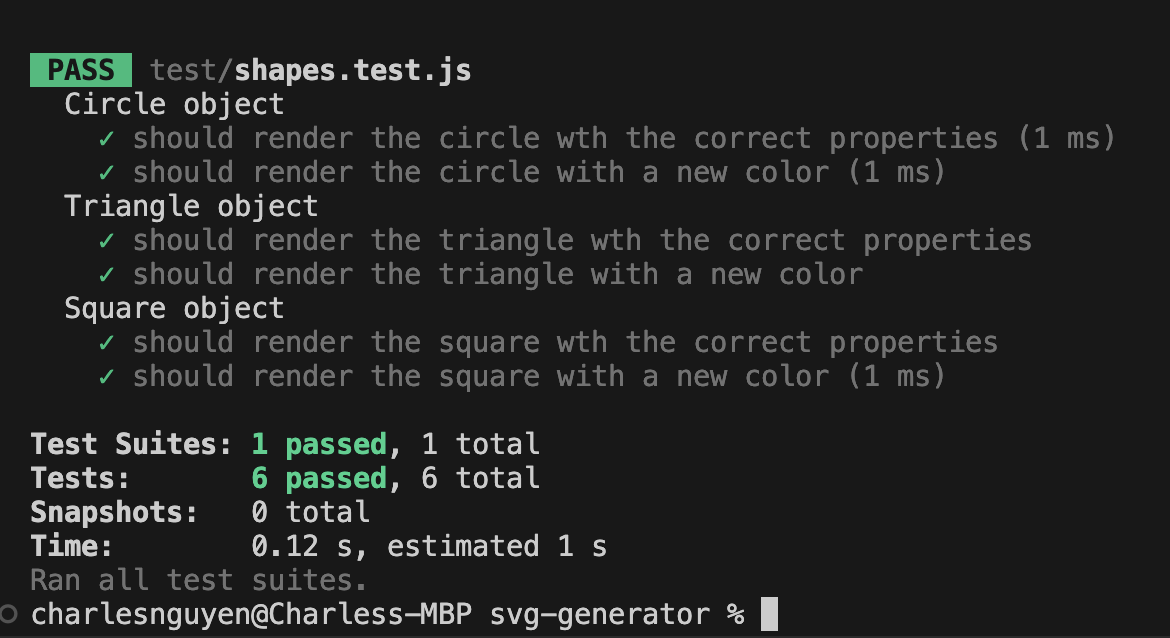 PASS test/shapes.test.js
Circle object
✓ should render the circle wth the correct properties (1 ms)
✓ should render the circle with a new color (1 ms)
Triangle object
✓ should render the triangle wth the correct properties
✓ should render the triangle with a new color
Square object
✓ should render the square wth the correct properties
✓ should render the square with a new color (1 ms)
Test Suites: 1 passed, 1 total
Tests: 6 passed, 6 total
Snapshots: 0 total
Time: 0.12 s, estimated 1 s
Ran all test suites.
charlesnguyen@Charless-MBP svg-generator %